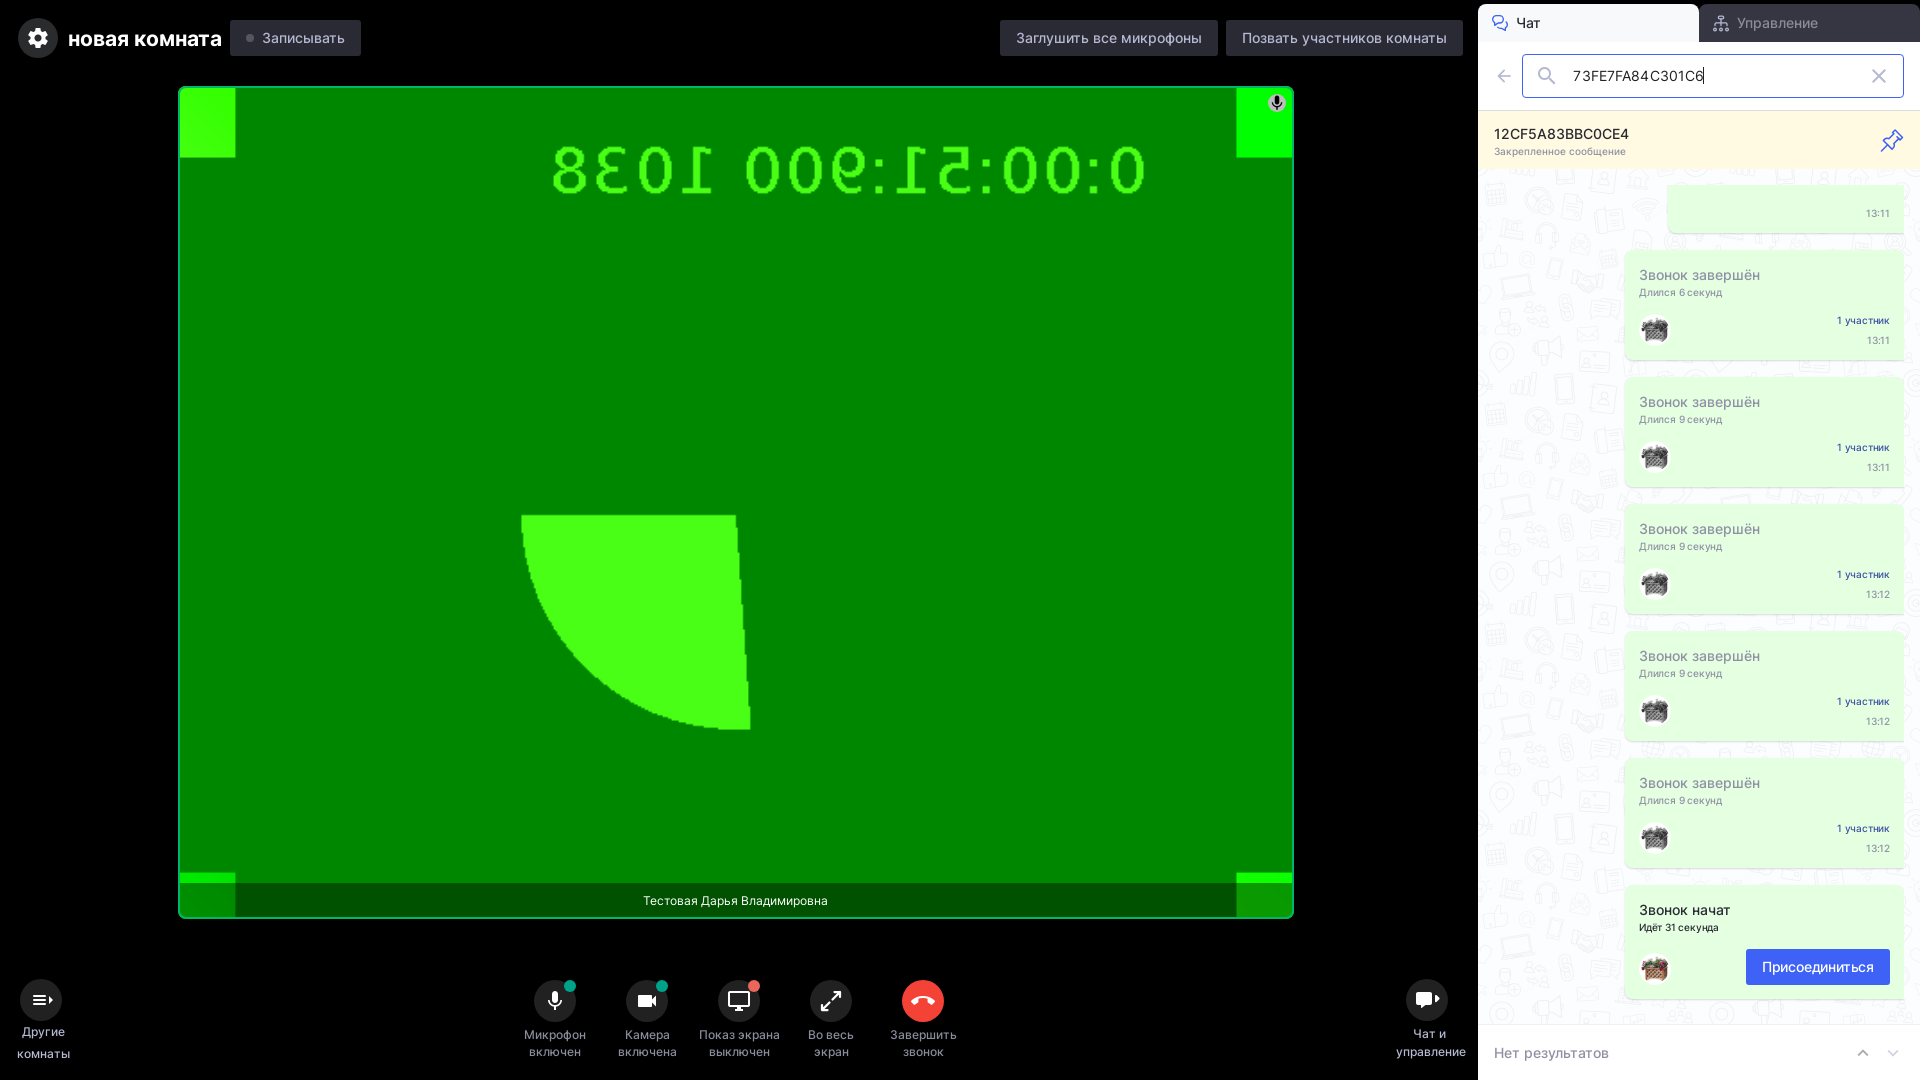 новая комната
Записывать
Заглушить все микрофоны
Позвать участников комнаты
0:00:51:900 1038
Тестовая Дарья Владимировна
Другие
комнаты
Микрофон
включен
Камера
включена
Показ экрана
выключен
Во весь
экран
Завершить
звонок
Чат и
управление
Чат
Управление
73FE7FA84C301C6
12CF5A83BBC0CE4
Закрепленное сообщение
13:11
Звонок завершён
Длился 6 секунд
1 участник
13:11
Звонок завершён
Длился 9 секунд
1 участник
13:11
Звонок завершён
Длился 9 секунд
1 участник
13:12
Звонок завершён
Длился 9 секунд
1 участник
13:12
Звонок завершён
Длился 9 секунд
1 участник
13:12
Звонок начат
Идёт 31 секунда
Присоединиться
Нет результатов